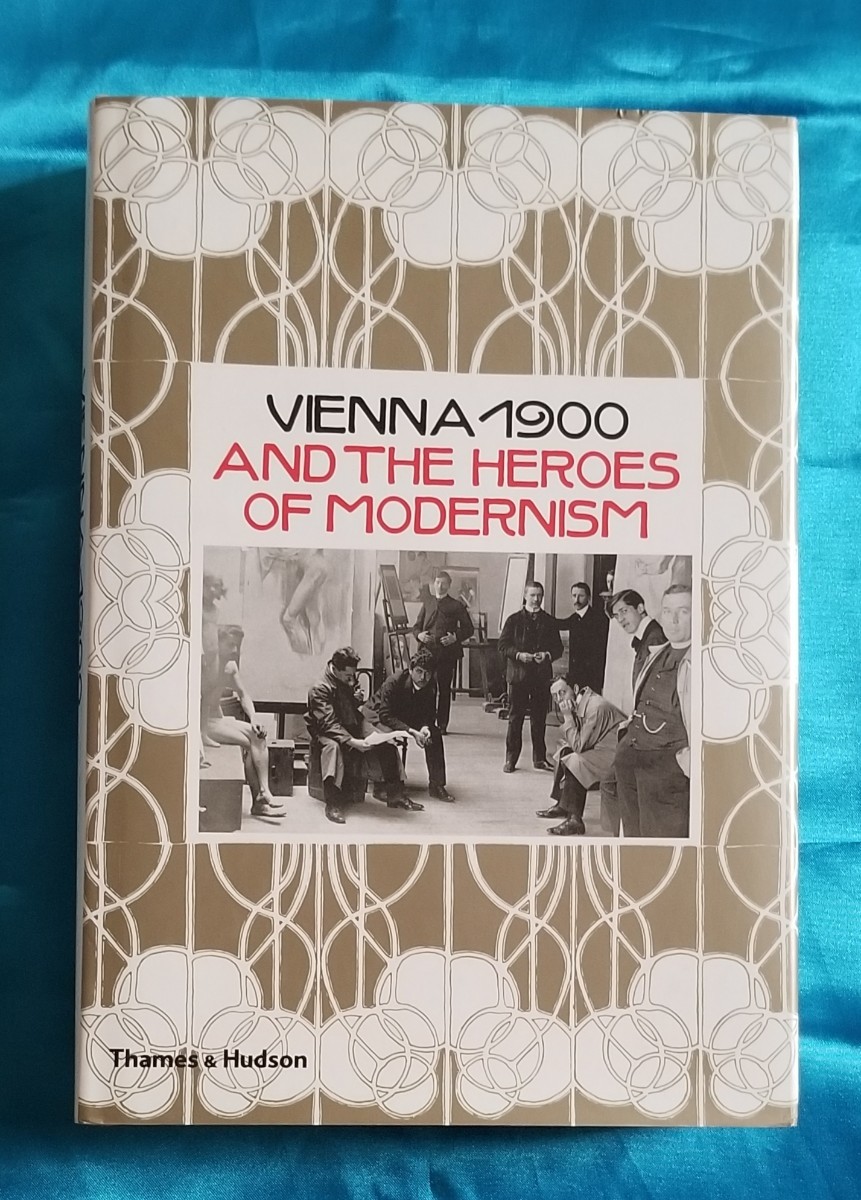 VIENNA 1900
AND THE HEROES
OF MODERNISM
Thames & Hudson